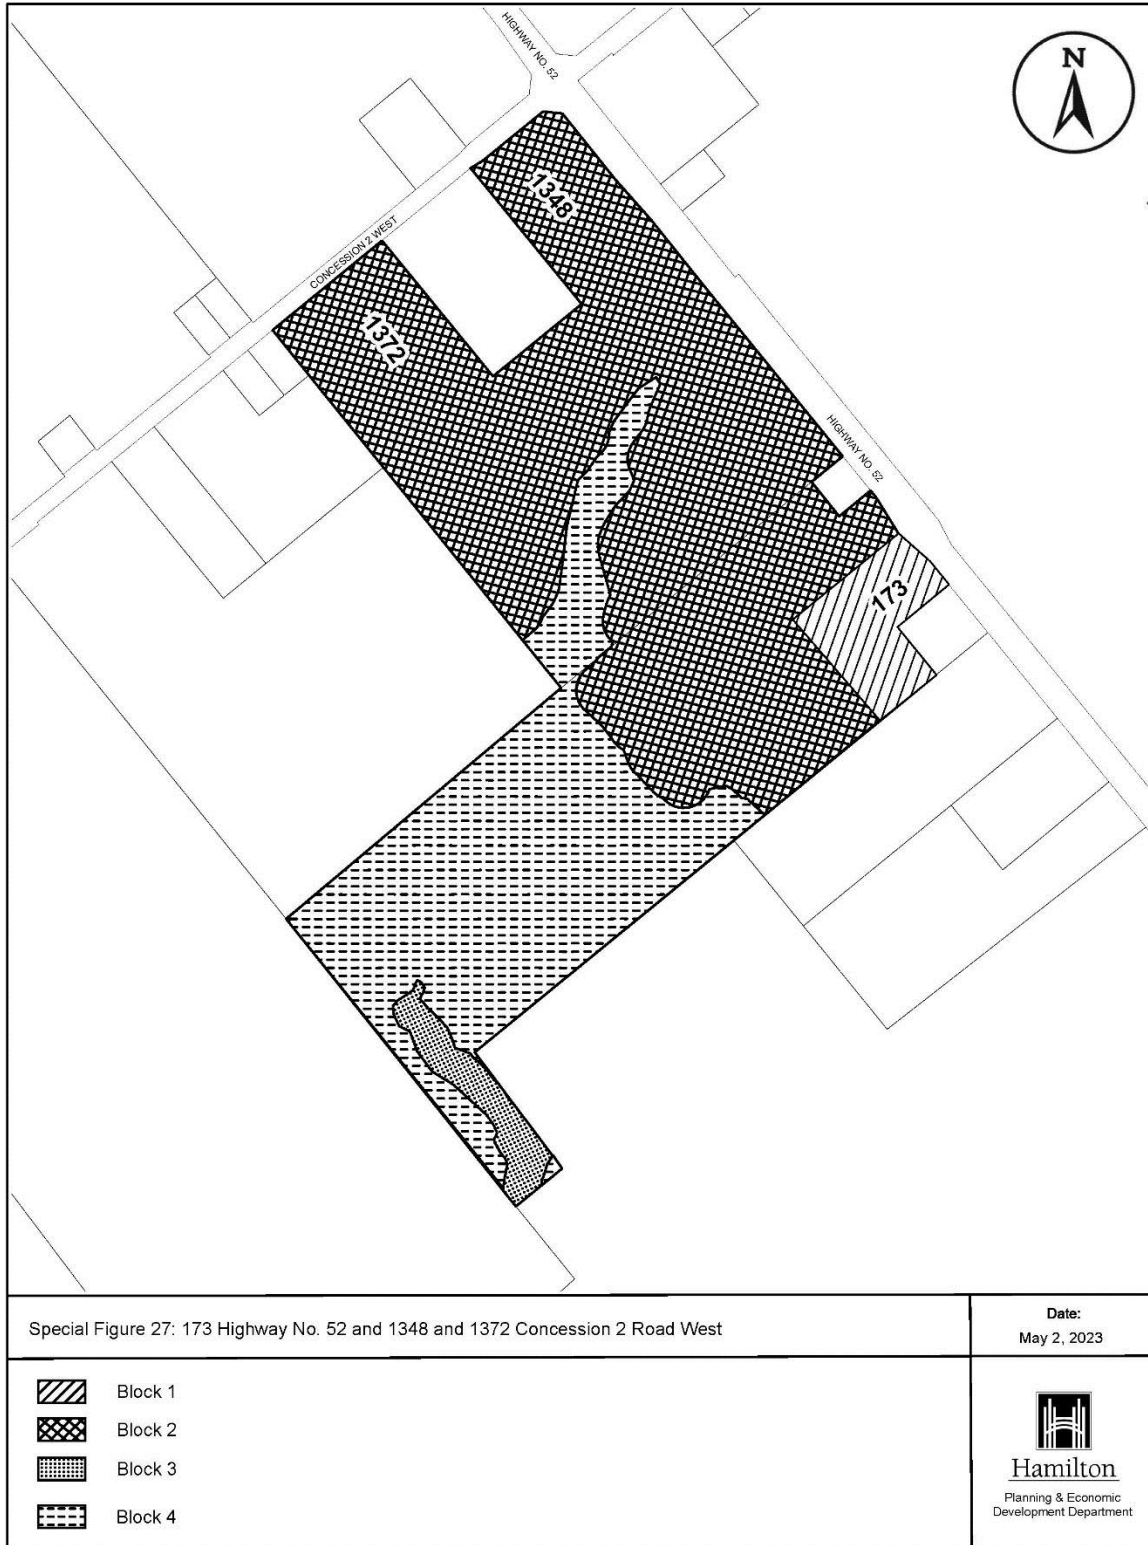 HIGHWAY NO. 52
N
1348
CONCESSION 2 WEST
1372
HIGHWAY NO. 52
173
Special Figure 27: 173 Highway No. 52 and 1348 and 1372 Concession 2 Road West
Date:
May 2, 2023
Block 1
Block 2
Block 3
Block 4
Hamilton
Planning & Economic
Development Department